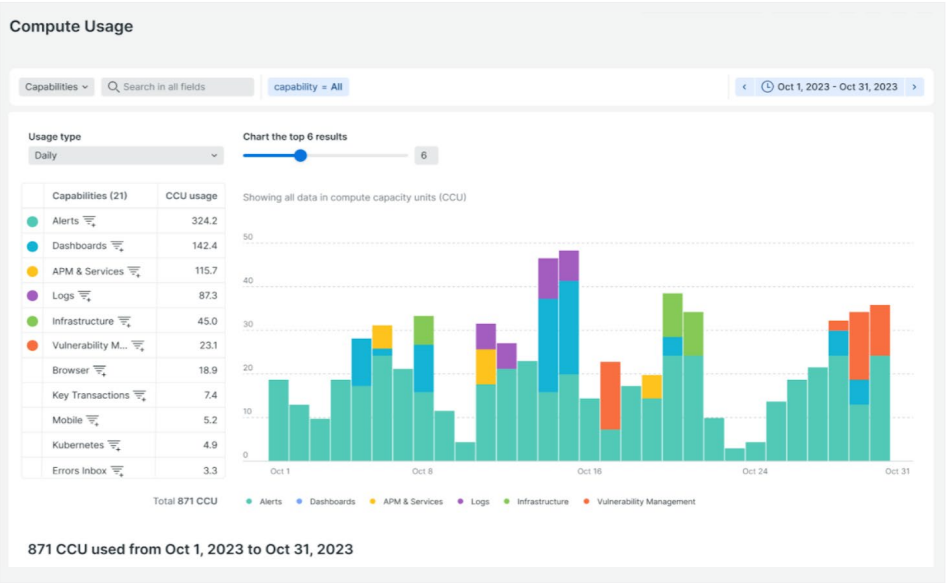 Compute Usage
Capabilities
Search in all fields
capability = All
Oct 1, 2023 - Oct 31, 2023
Usage type
Chart the top 6 results
Daily
6
Capabilities (21) CCU usage
Showing all data in compute capacity units (CCU)
Alerts 324.2
Dashboards 142.4
APM & Services 115.7
Logs 87.3
Infrastructure 45.0
Vulnerability M... 23.1
Browser 18.9
Key Transactions 7.4
Mobile 5.2
Kubernetes 4.9
Errors Inbox 3.3
50
40
30
20
10
0
Oct 1 Oct 8 Oct 16 Oct 24 Oct 31
Total 871 CCU
Alerts Dashboards APM & Services Logs Infrastructure Vulnerability Management
871 CCU used from Oct 1, 2023 to Oct 31, 2023